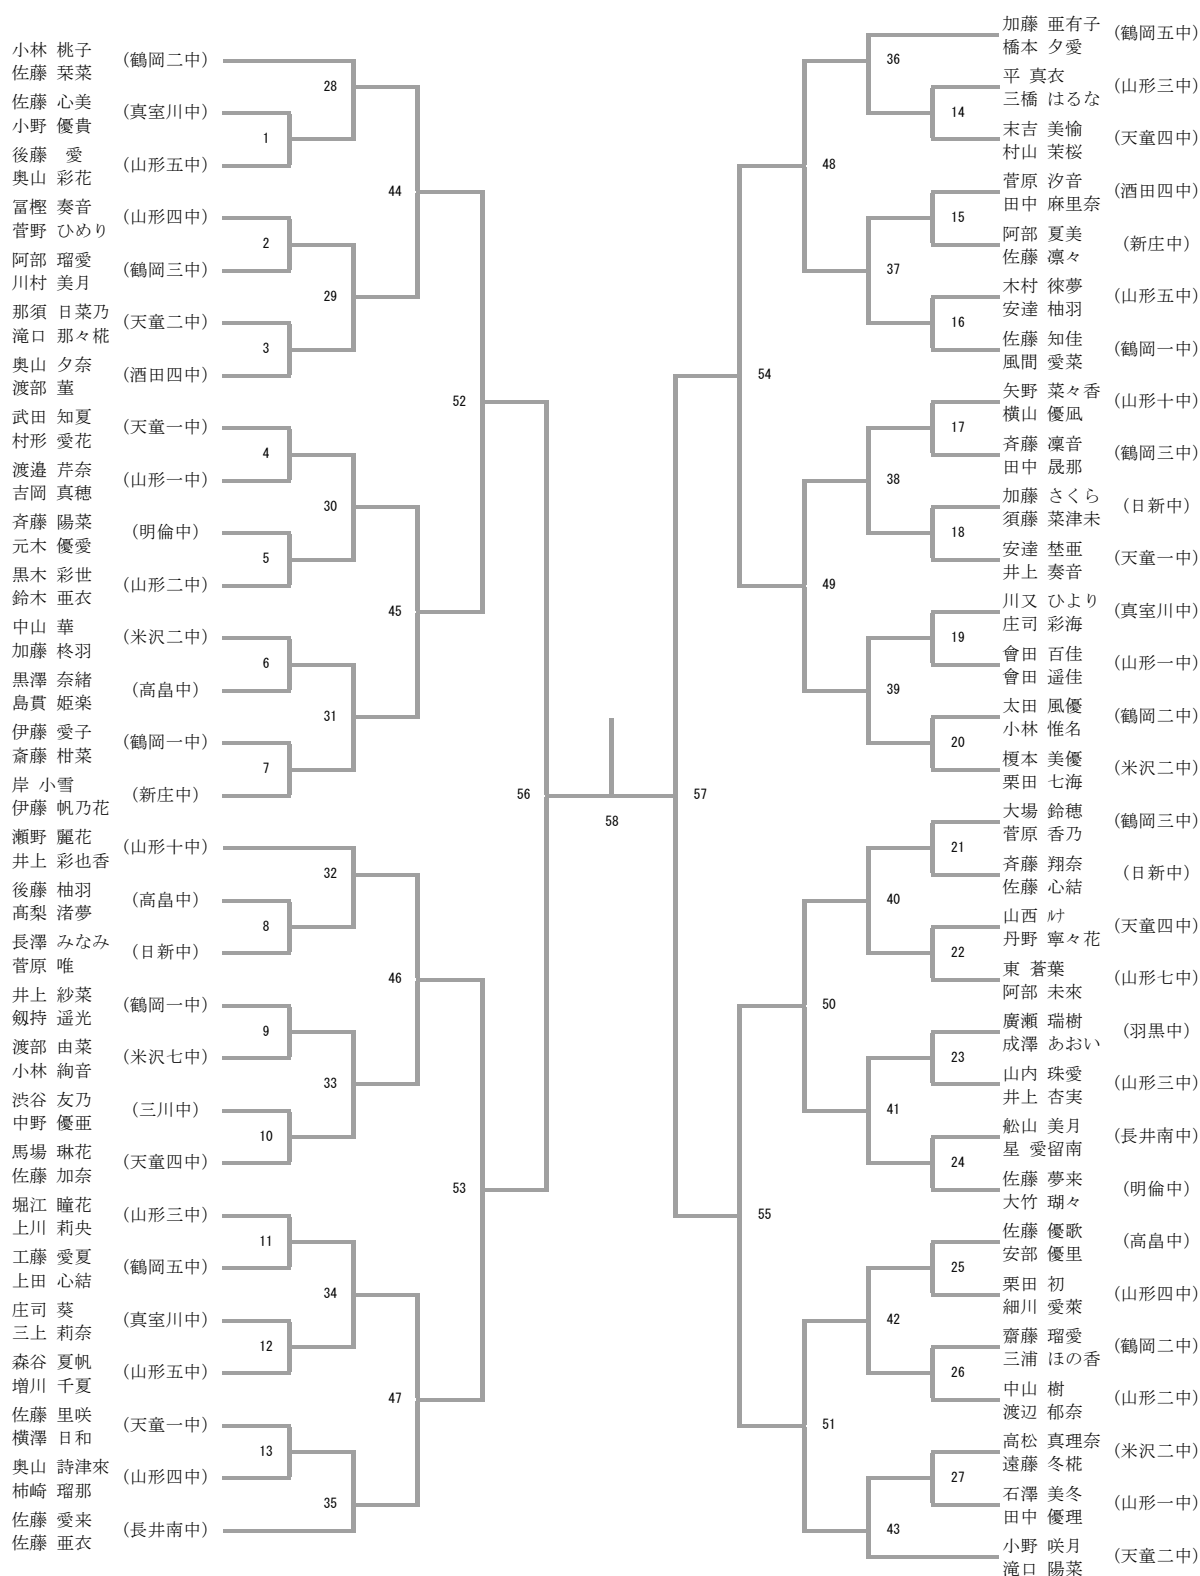 小林 桃子
佐藤 栞菜
(鶴岡二中)
佐藤 心美
小野 優貴
(真室川中)
後藤 愛
奥山 彩花
(山形五中)
冨樫 奏音
菅野 ひめり
(山形四中)
阿部 瑠愛
川村 美月
(鶴岡三中)
那須 日菜乃
滝口 那々椛
(天童二中)
奥山 夕奈
渡部 菫
(酒田四中)
武田 知夏
村形 愛花
(天童一中)
渡邉 芹奈
吉岡 真穂
(山形一中)
斉藤 陽菜
元木 優愛
(明倫中)
黒木 彩世
鈴木 亜衣
(山形二中)
中山 華
加藤 柊羽
(米沢二中)
黒澤 奈緒
島貫 姫楽
(高畠中)
伊藤 愛子
斎藤 柑菜
(鶴岡一中)
岸 小雪
伊藤 帆乃花
(新庄中)
瀬野 麗花
井上 彩也香
(山形十中)
後藤 柚羽
髙梨 渚夢
(高畠中)
長澤 みなみ
菅原 唯
(日新中)
井上 紗菜
剱持 遥光
(鶴岡一中)
渡部 由菜
小林 絢音
(米沢七中)
渋谷 友乃
中野 優亜
(三川中)
馬場 琳花
佐藤 加奈
(天童四中)
堀江 瞳花
上川 莉央
(山形三中)
工藤 愛夏
上田 心結
(鶴岡五中)
庄司 葵
三上 莉奈
(真室川中)
森谷 夏帆
増川 千夏
(山形五中)
佐藤 里咲
横澤 日和
(天童一中)
奥山 詩津來
柿崎 瑠那
(山形四中)
佐藤 愛来
佐藤 亜衣
(長井南中)
1
2
3
4
5
6
7
8
9
10
11
12
13
28
29
30
31
32
33
34
35
44
45
46
47
52
53
56
58
57
54
55
48
49
50
51
36
37
38
39
40
41
42
43
14
15
16
17
18
19
20
21
22
23
24
25
26
27
加藤 亜有子
橋本 夕愛
(鶴岡五中)
平 真衣
三橋 はるな
(山形三中)
末吉 美愉
村山 茉桜
(天童四中)
菅原 汐音
田中 麻里奈
(酒田四中)
阿部 夏美
佐藤 凛々
(新庄中)
木村 徠夢
安達 柚羽
(山形五中)
佐藤 知佳
風間 愛菜
(鶴岡一中)
矢野 菜々香
横山 優凪
(山形十中)
斉藤 凜音
田中 晟那
(鶴岡三中)
加藤 さくら
須藤 菜津未
(日新中)
安達 埜亜
井上 奏音
(天童一中)
川又 ひより
庄司 彩海
(真室川中)
會田 百佳
會田 遥佳
(山形一中)
太田 風優
小林 惟名
(鶴岡二中)
榎本 美優
栗田 七海
(米沢二中)
大場 鈴穂
菅原 香乃
(鶴岡三中)
斉藤 翔奈
佐藤 心結
(日新中)
山西 ルナ
丹野 寧々花
(天童四中)
東 蒼葉
阿部 未來
(山形七中)
廣瀬 瑞樹
成澤 あおい
(羽黒中)
山内 珠愛
井上 杏実
(山形三中)
舩山 美月
星 愛留南
(長井南中)
佐藤 夢来
大竹 瑚々
(明倫中)
佐藤 優歌
安部 優里
(高畠中)
栗田 初
細川 愛萊
(山形四中)
齋藤 瑠愛
三浦 ほの香
(鶴岡二中)
中山 樹
渡辺 郁奈
(山形二中)
高松 真理奈
遠藤 冬椛
(米沢二中)
石澤 美冬
田中 優理
(山形一中)
小野 咲月
滝口 陽菜
(天童二中)